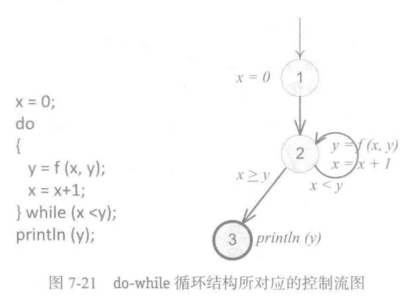 x = 0;
do
{
y = f (x, y);
x = x+1;
} while (x <y);
println (y);
x = 0
1
2
y = f (x, y)
x = x + 1
x ≥ y
x < y
3
println (y)
图 7-21 do-while 循环结构所对应的控制流图